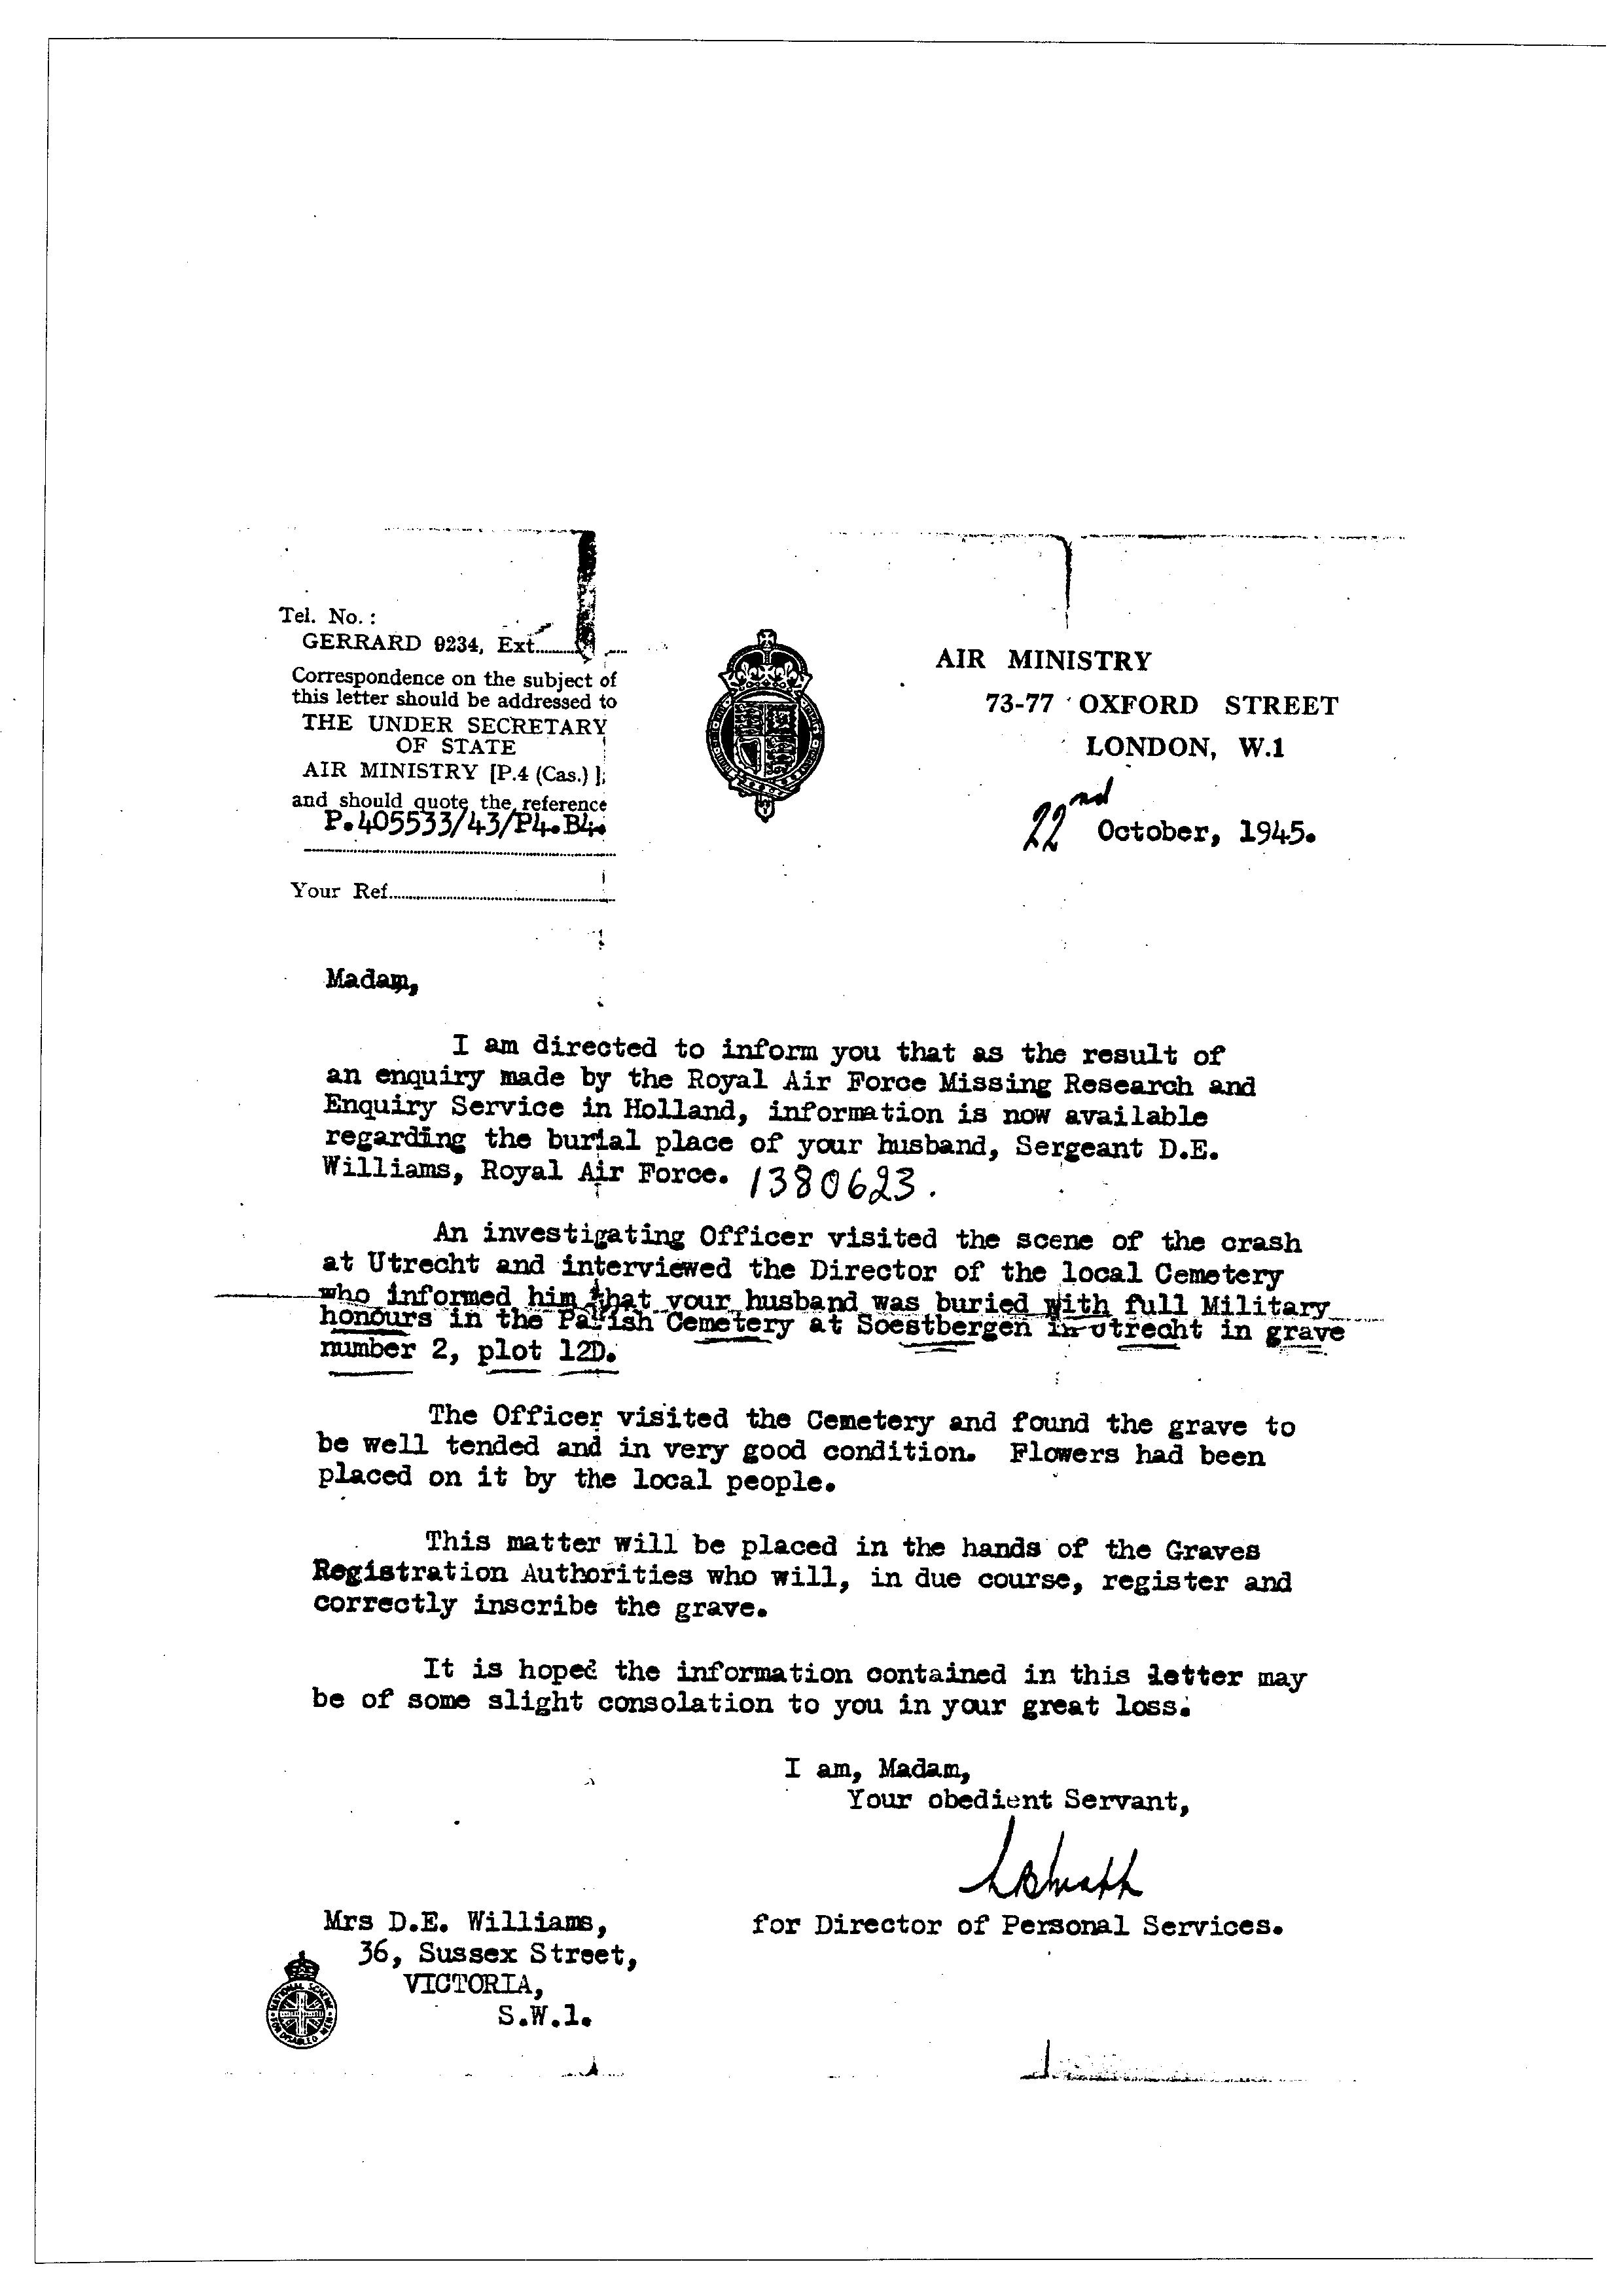 Tel. No. :
GERRARD 9234, Ext.
Correspondence on the subject of
this letter should be addressed to
THE UNDER SECRETARY
OF STATE
AIR MINISTRY [P.4 (Cas.) ];
and should quote the reference
P.405533/43/P4.B4.
Your Ref.
AIR MINISTRY
73-77 OXFORD STREET
LONDON, W.1
22nd October, 1945.
Madam,
I am directed to inform you that as the result of
an enquiry made by the Royal Air Force Missing Research and
Enquiry Service in Holland, information is now available
regarding the burial place of your husband, Sergeant D.E.
Williams, Royal Air Force. 1380623.
An investigating Officer visited the scene of the crash
at Utrecht and interviewed the Director of the local Cemetery
who informed him that your husband was buried with full Military
honours in the Parish Cemetery at Soestbergen in Utrecht in grave
number 2, plot 12D.
The Officer visited the Cemetery and found the grave to
be well tended and in very good condition. Flowers had been
placed on it by the local people.
This matter will be placed in the hands of the Graves
Registration Authorities who will, in due course, register and
correctly inscribe the grave.
It is hoped the information contained in this letter may
be of some slight consolation to you in your great loss.
I am, Madam,
Your obedient Servant,
for Director of Personal Services.
Mrs D.E. Williams,
36, Sussex Street,
VICTORIA,
S.W.1.
NATIONAL SCHEME
FOR DISABLED MEN